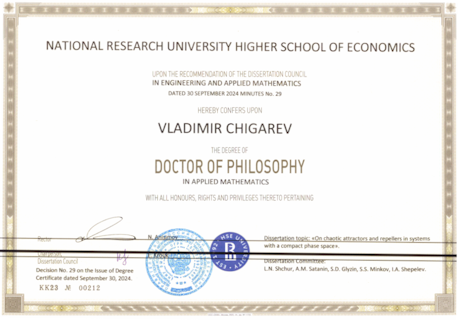 NATIONAL RESEARCH UNIVERSITY HIGHER SCHOOL OF ECONOMICS
UPON THE RECOMMENDATION OF THE DISSERTATION COUNCIL
IN ENGINEERING AND APPLIED MATHEMATICS
DATED 30 SEPTEMBER 2024 MINUTES No. 29
HEREBY CONFERS UPON
VLADIMIR CHIGAREV
THE DEGREE OF
DOCTOR OF PHILOSOPHY
IN APPLIED MATHEMATICS
WITH ALL HONOURS, RIGHTS AND PRIVILEGES THERETO PERTAINING
Rector
N. Anisimov
HSE
Dissertation Council
Decision No. 29 on the Issue of Degree
Certificate dated September 30, 2024.
KK23 № 00212
Dissertation topic: «On chaotic attractors and repellers in systems
with a compact phase space».
Dissertation Committee:
L.N. Shchur, A.M. Satanin, S.D. Glyzin, S.S. Minkov, I.A. Shepelev.